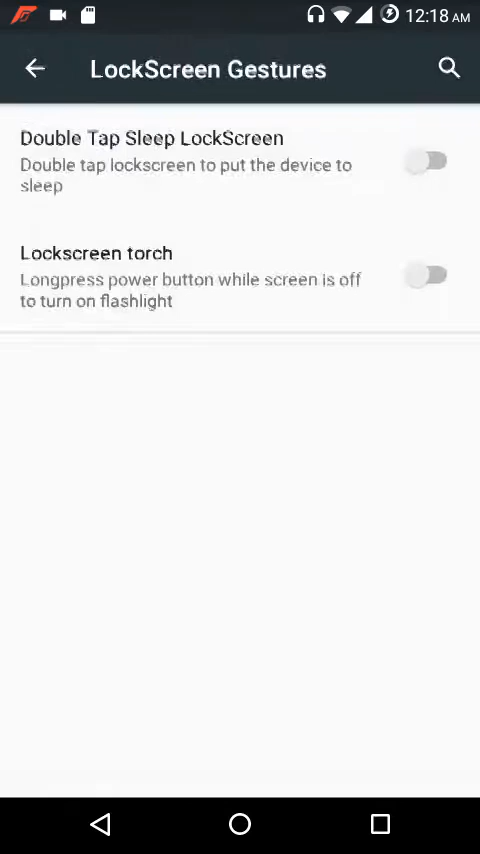 12:18 AM
LockScreen Gestures
Double Tap Sleep LockScreen
Double tap lockscreen to put the device to
sleep
Lockscreen torch
Longpress power button while screen is off
to turn on flashlight